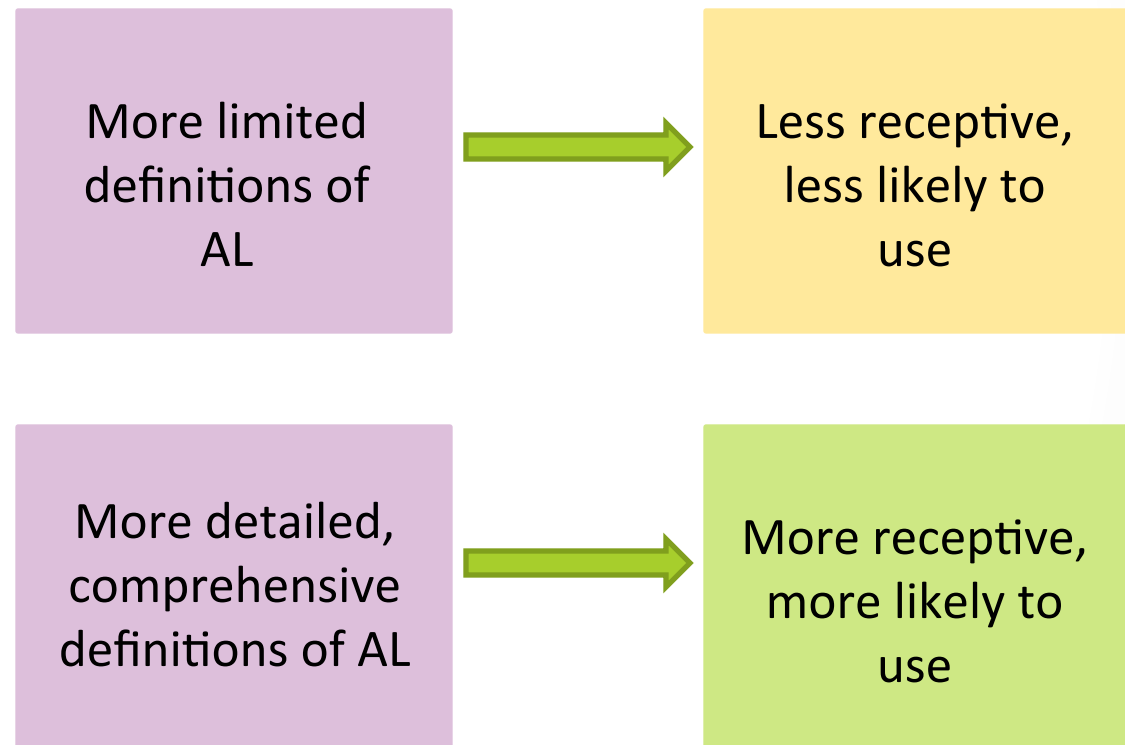 More limited
definitions of
AL
Less receptive,
less likely to
use
More detailed,
comprehensive
definitions of AL
More receptive,
more likely to
use